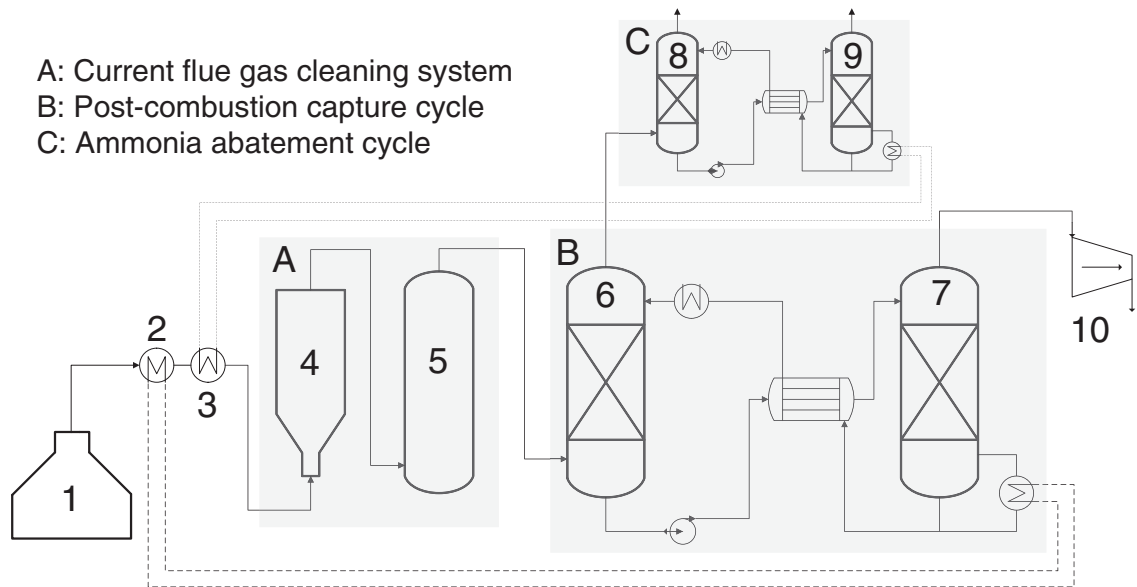 A: Current flue gas cleaning system
B: Post-combustion capture cycle
C: Ammonia abatement cycle
C
8
9
A
B
2
3
4
5
6
7
10
1